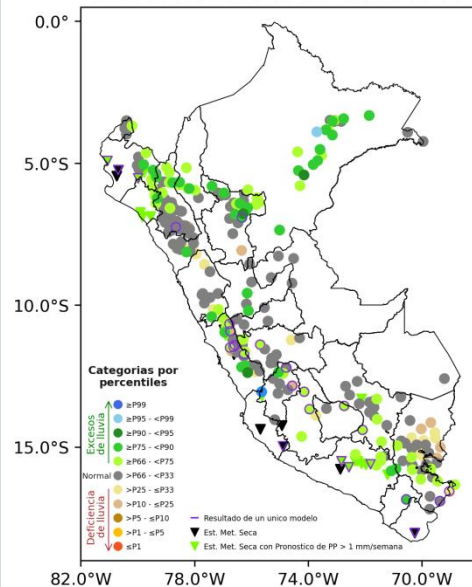 0.0°
5.0°S
10.0°S
15.0°S
Categorias por
percentiles
Excesos
de lluvia
Normal
Deficiencia
de lluvia
≥P99
≥P95 - <P99
≥P90 - <P95
≥P75 - <P90
≥P66 - <P75
>P66 - <P33
>P25 - ≤P33
>P10 - ≤P25
>P5 - ≤P10
>P1 - ≤P5
≤P1
Resultado de un unico modelo
Est. Met. Seca
Est. Met. Seca con Pronostico de PP > 1 mm/semana
82.0°W 78.0°W 74.0°W 70.0°W